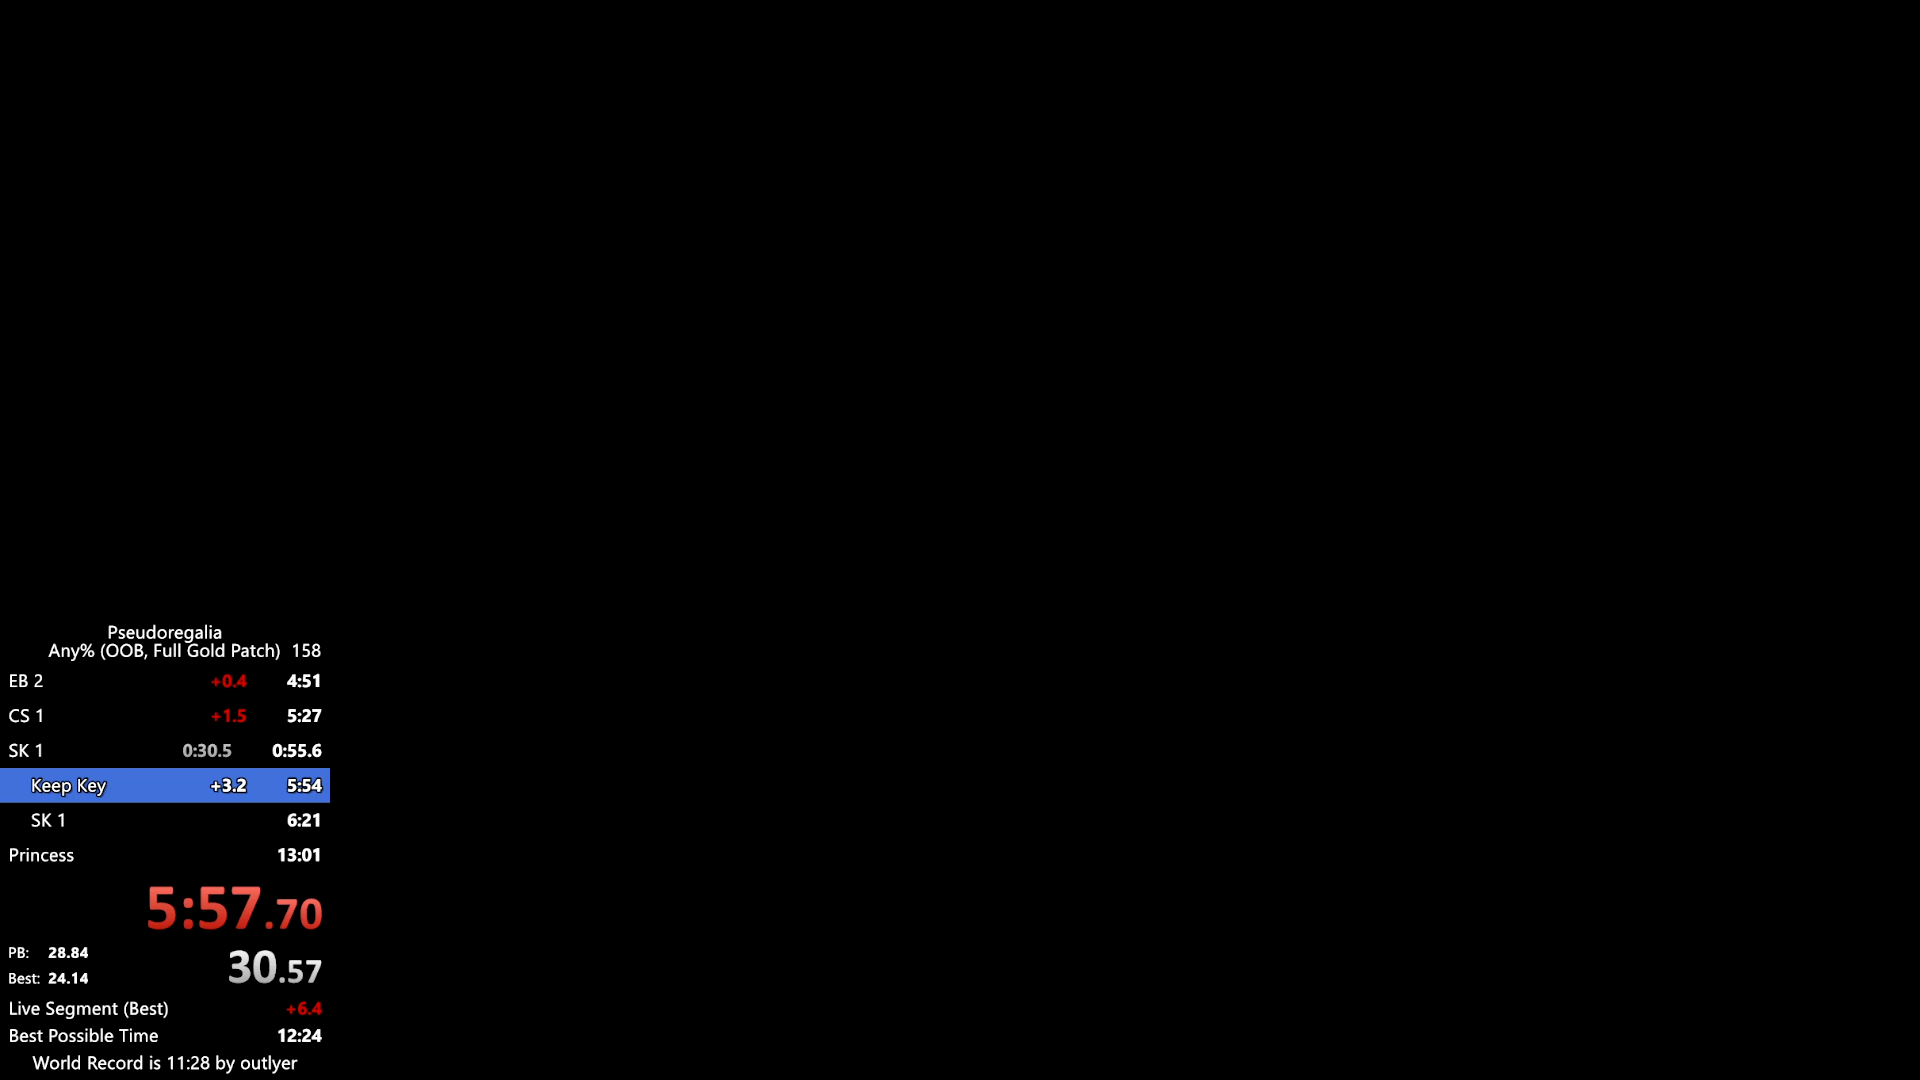 Pseudoregalia
Any% (OOB, Full Gold Patch) 158
EB 2 +0.4 4:51
CS 1 +1.5 5:27
SK 1 0:30.5 0:55.6
Keep Key +3.2 5:54
SK 1 6:21
Princess 13:01
5:57.70
PB: 28.84
30.57
Best: 24.14
Live Segment (Best) +6.4
Best Possible Time 12:24
World Record is 11:28 by outlyer